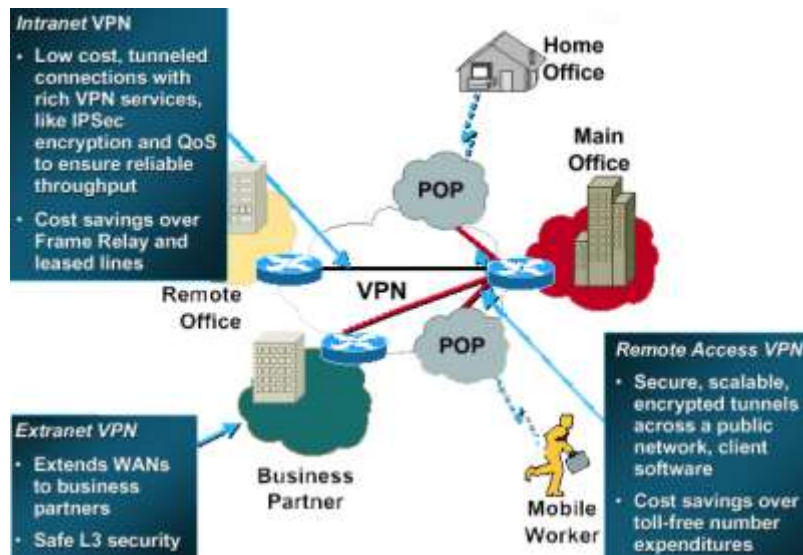 Intranet VPN
• Low cost, tunneled
connections with
rich VPN services,
like IPSec
encryption and QoS
to ensure reliable
throughput
• Cost savings over
Frame Relay and
leased lines
Home
Office
Main
Office
POP
VPN
Remote
Office
POP
Business
Partner
Mobile
Worker
Extranet VPN
• Extends WANs
to business
partners
• Safe L3 security
Remote Access VPN
• Secure, scalable,
encrypted tunnels
across a public
network, client
software
• Cost savings over
toll-free number
expenditures